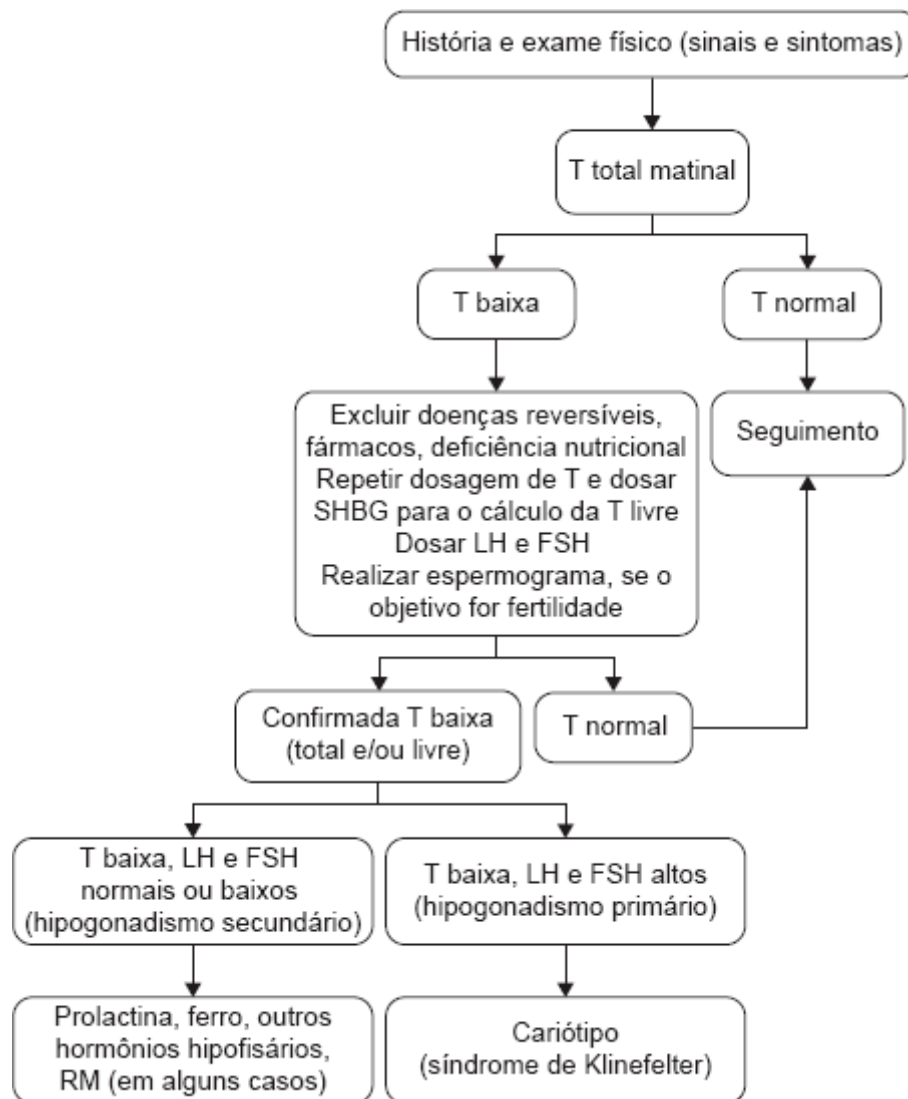 História e exame físico (sinais e sintomas)
T total matinal
T baixa
T normal
Excluir doenças reversíveis,
fármacos, deficiência nutricional
Repetir dosagem de T e dosar
SHBG para o cálculo da T livre
Dosar LH e FSH
Realizar espermograma, se o
objetivo for fertilidade
Seguimento
Confirmada T baixa
(total e/ou livre)
T normal
T baixa, LH e FSH
normais ou baixos
(hipogonadismo secundário)
T baixa, LH e FSH altos
(hipogonadismo primário)
Prolactina, ferro, outros
hormônios hipofisários,
RM (em alguns casos)
Cariótipo
(síndrome de Klinefelter)